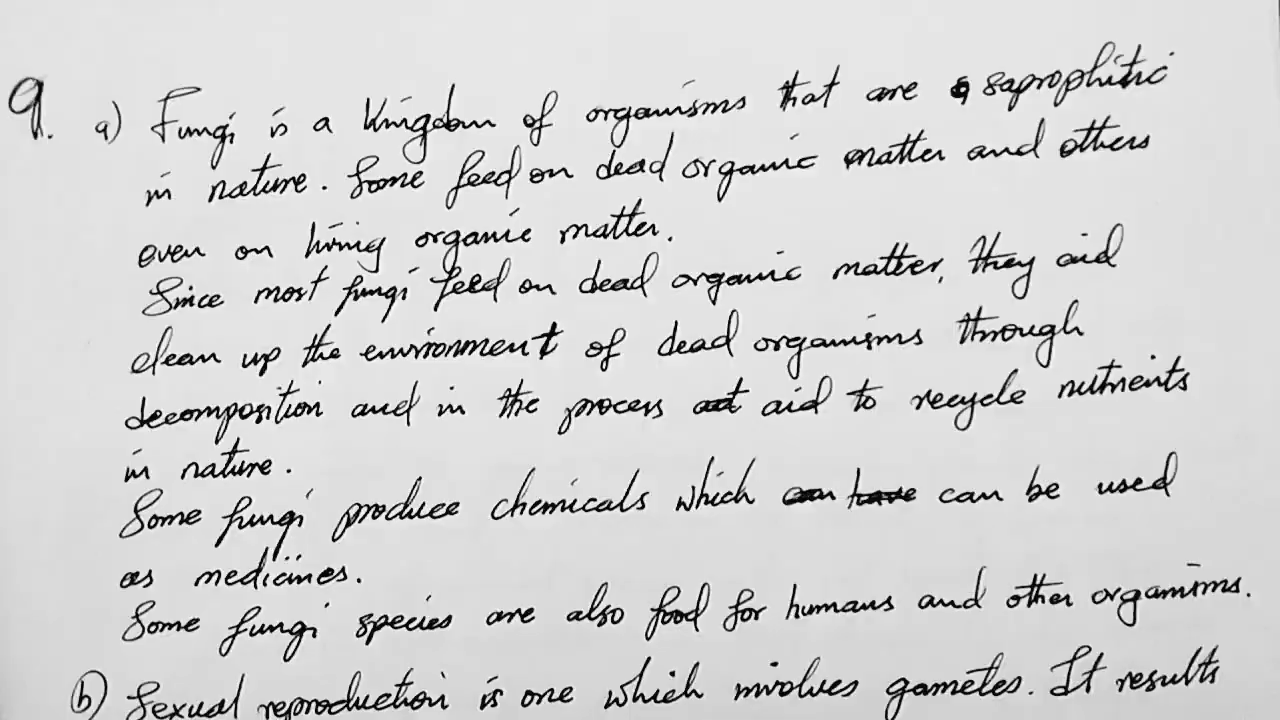 9. a) Fungi is a kingdom of organisms that are saprophitic
in nature. Some feed on dead organic matter and others
even on living organic matter.
Since most fungi feed on dead organic matter, they aid
clean up the environment of dead organisms through
decomposition and in the process aid to recycle nutrients
in nature.
Some fungi produce chemicals which can have can be used
as medicines.
Some fungi species are also food for humans and other organisms.
b) Sexual reproduction is one which involves gametes. It results